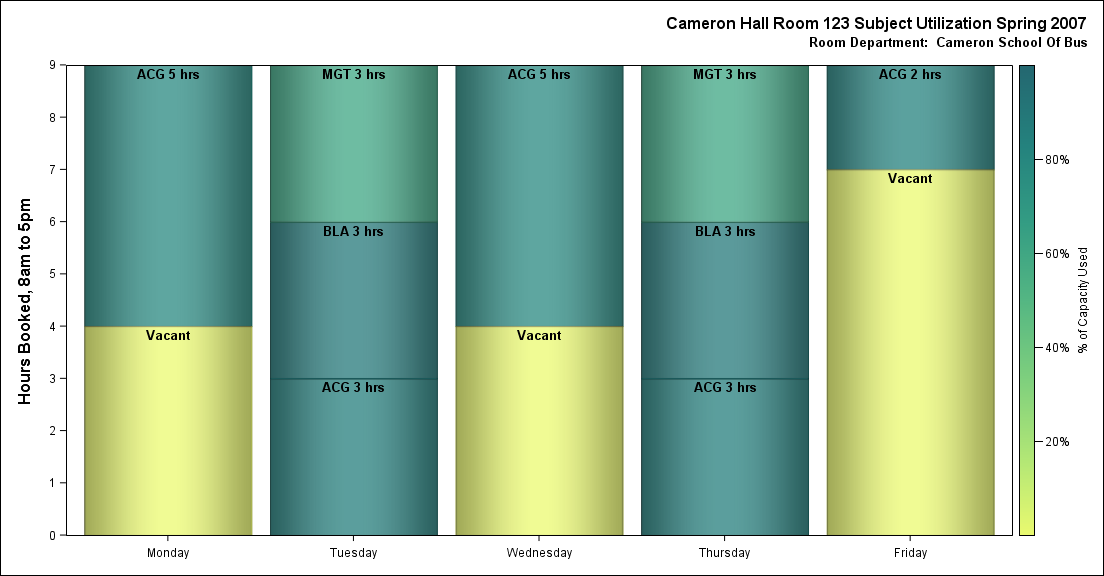 Cameron Hall Room 123 Subject Utilization Spring 2007
Room Department:  Cameron School Of Bus
Hours Booked, 8am to 5pm
9
8
7
6
5
4
3
2
1
0
ACG 5 hrs
Vacant
MGT 3 hrs
BLA 3 hrs
ACG 3 hrs
ACG 5 hrs
Vacant
MGT 3 hrs
BLA 3 hrs
ACG 3 hrs
ACG 2 hrs
Vacant
Monday
Tuesday
Wednesday
Thursday
Friday
80%
60%
40%
20%
% of Capacity Used